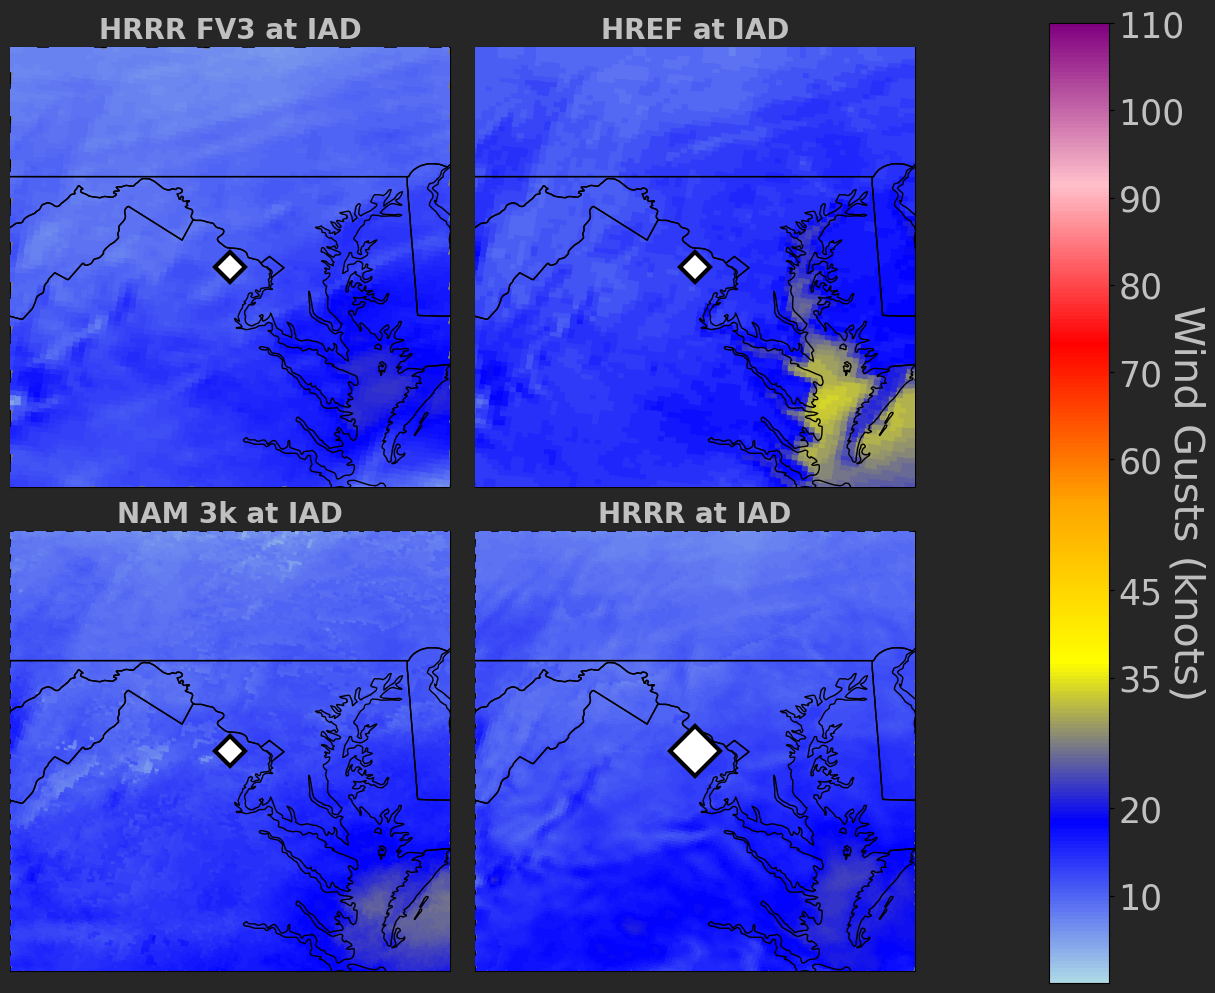 HRRR FV3 at IAD
HREF at IAD
NAM 3k at IAD
HRRR at IAD
110
100
90
80
70
60
45
35
20
10
Wind Gusts (knots)